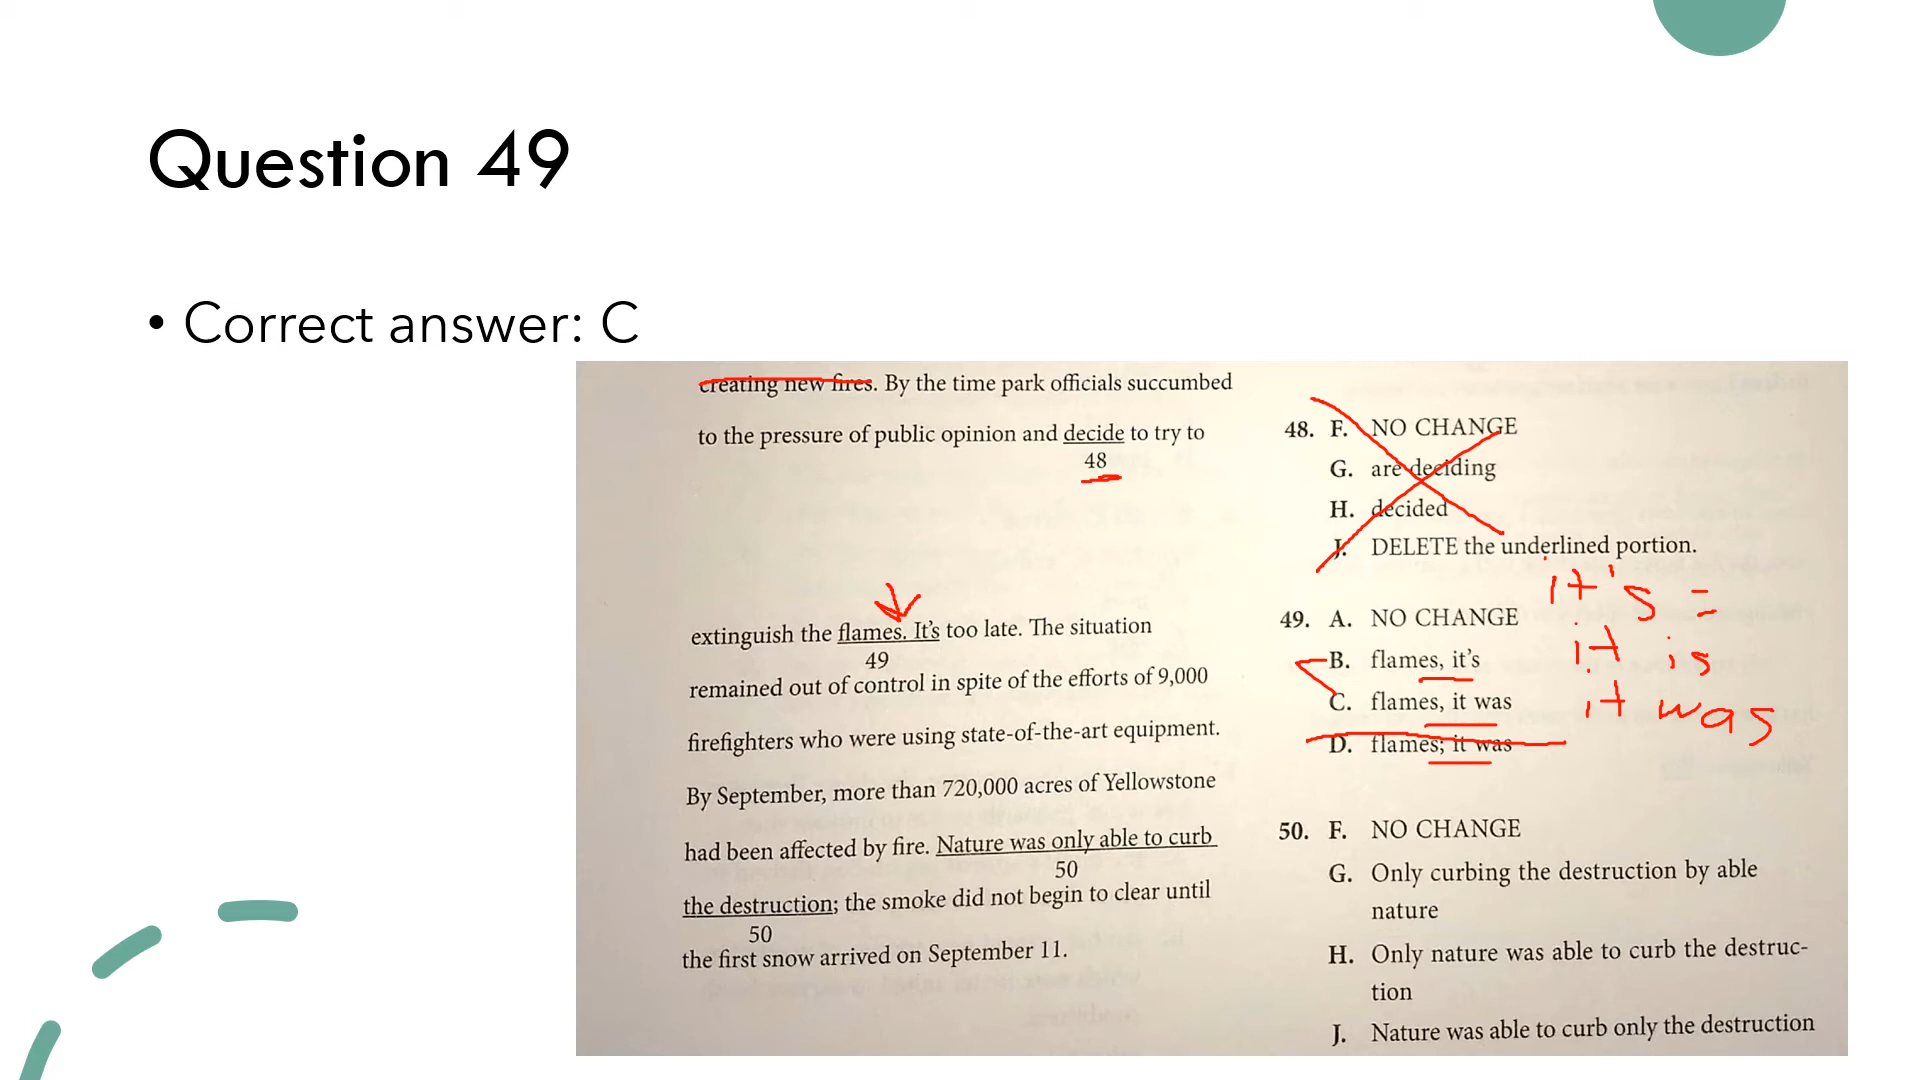 Question 49
• Correct answer: C
creating new fires. By the time park officials succumbed
to the pressure of public opinion and decide to try to
48
extinguish the flames. It's too late. The situation
49
remained out of control in spite of the efforts of 9,000
firefighters who were using state-of-the-art equipment.
By September, more than 720,000 acres of Yellowstone
had been affected by fire. Nature was only able to curb
50
the destruction; the smoke did not begin to clear until
50
the first snow arrived on September 11.
48. F. NO CHANGE
G. are deciding
H. decided
J. DELETE the underlined portion.
49. A. NO CHANGE
B. flames, it's
C. flames, it was
D. flames; it was
it's =
it is
it was
50. F. NO CHANGE
G. Only curbing the destruction by able
nature
H. Only nature was able to curb the destruc-
tion
J. Nature was able to curb only the destruction